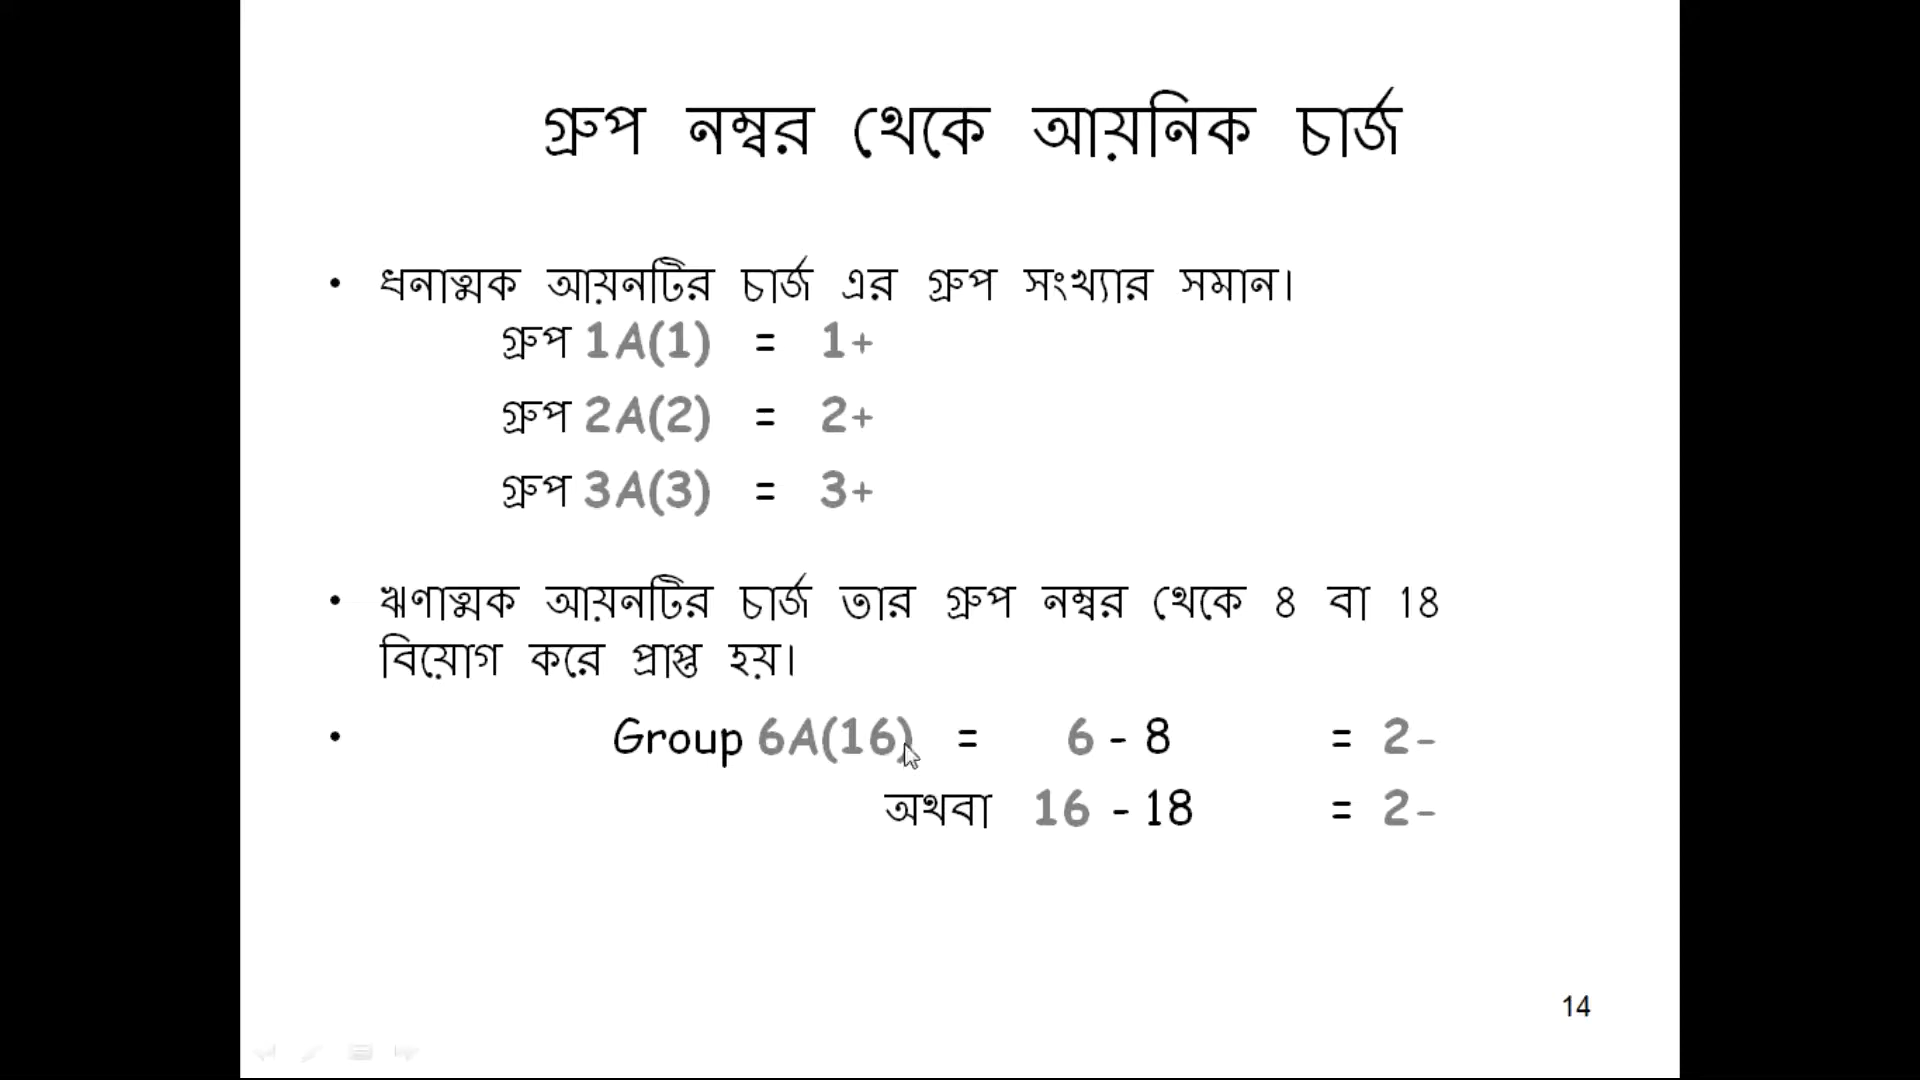 গ্রুপ নম্বর থেকে আয়নিক চার্জ
• ধনাত্মক আয়নটির চার্জ এর গ্রুপ সংখ্যার সমান।
গ্রুপ 1A(1) = 1+
গ্রুপ 2A(2) = 2+
গ্রুপ 3A(3) = 3+
• ঋণাত্মক আয়নটির চার্জ তার গ্রুপ নম্বর থেকে 8 বা 18
বিয়োগ করে প্রাপ্ত হয়।
• Group 6A(16) = 6 - 8 = 2-
অথবা 16 - 18 = 2-
14